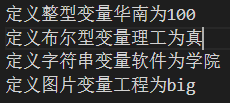 定义整型变量华南为100
定义布尔型变量理工为真
定义字符串变量软件为学院
定义图片变量工程为big